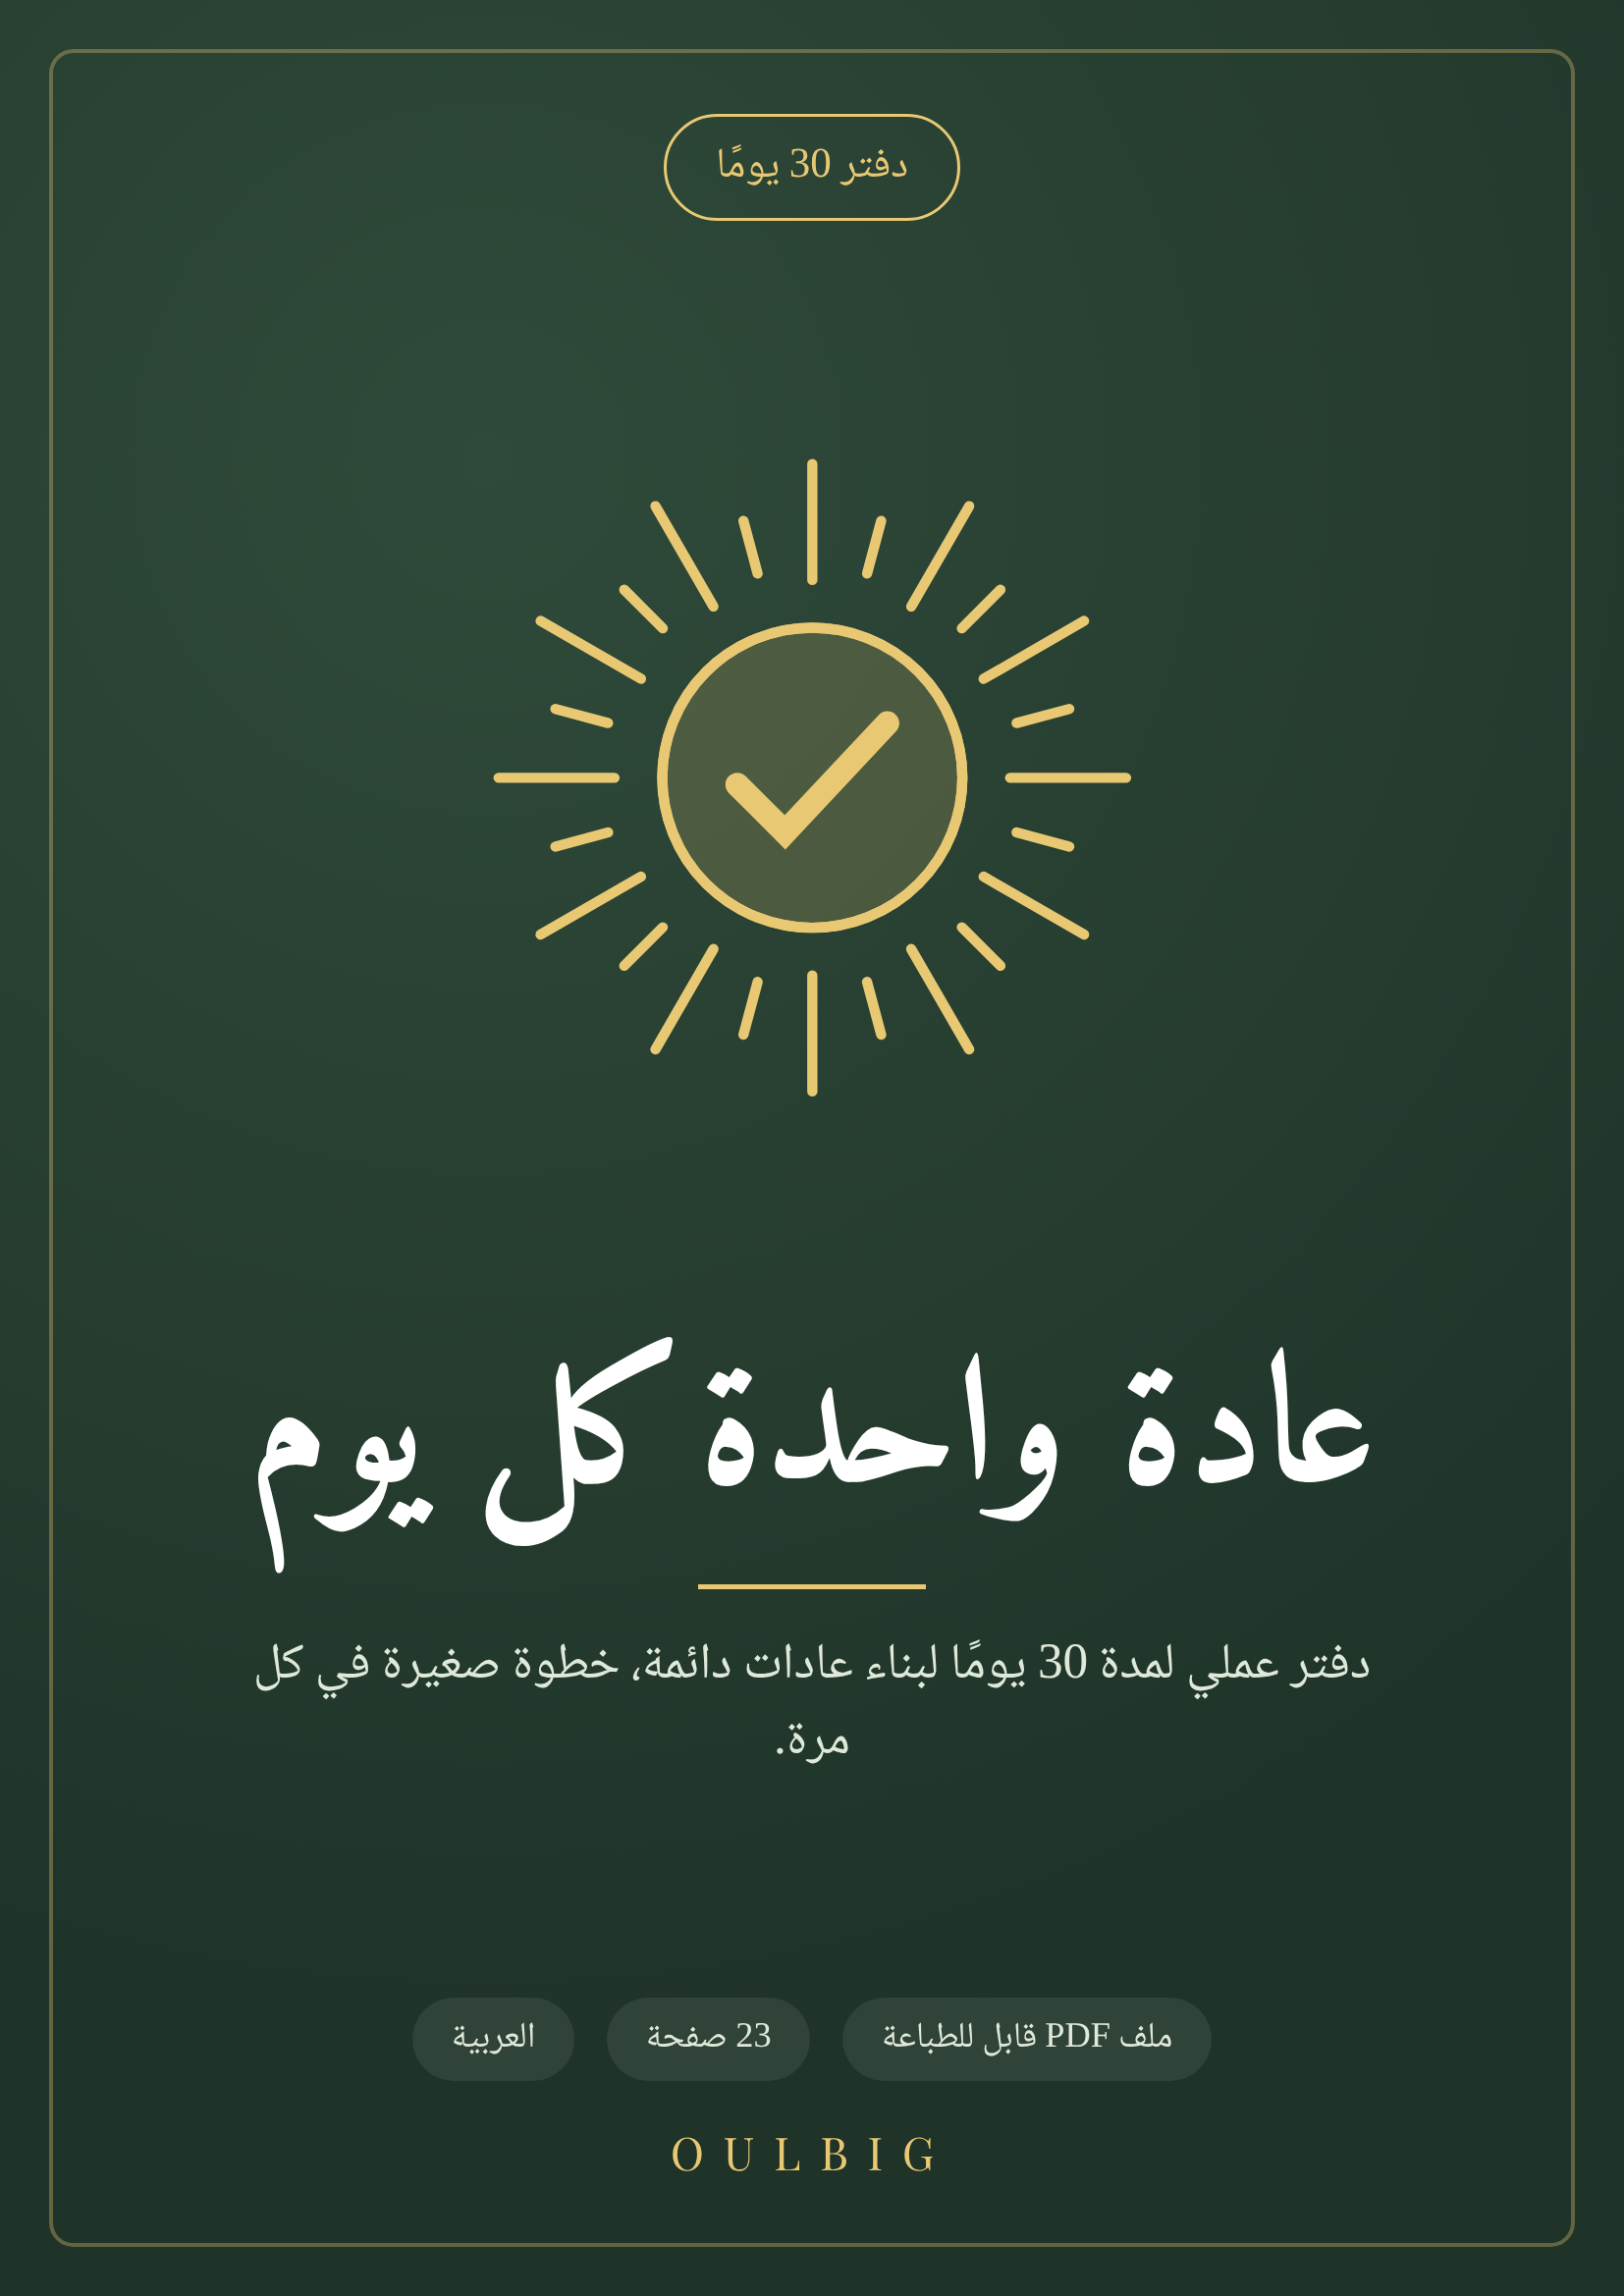 دفتر 30 يومًا
عادة واحدة كل يوم
دفتر عملي لمدة 30 يومًا لبناء عادات دائمة، خطوة صغيرة في كل
مرة.
ملف PDF قابل للطباعة
23 صفحة
العربية
OULBIG